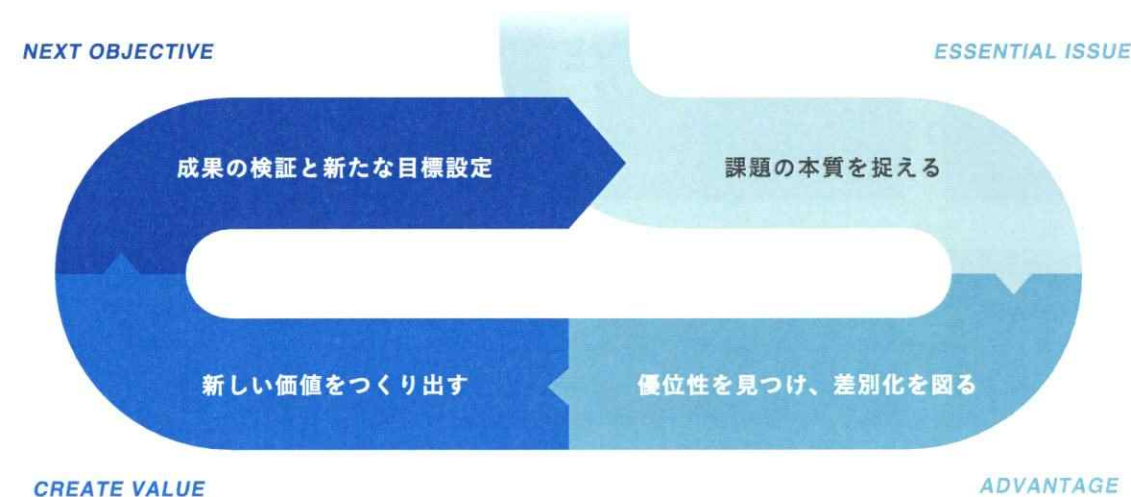 NEXT OBJECTIVE
ESSENTIAL ISSUE
成果の検証と新たな目標設定
課題の本質を捉える
新しい価値をつくり出す
優位性を見つけ、差別化を図る
CREATE VALUE
ADVANTAGE